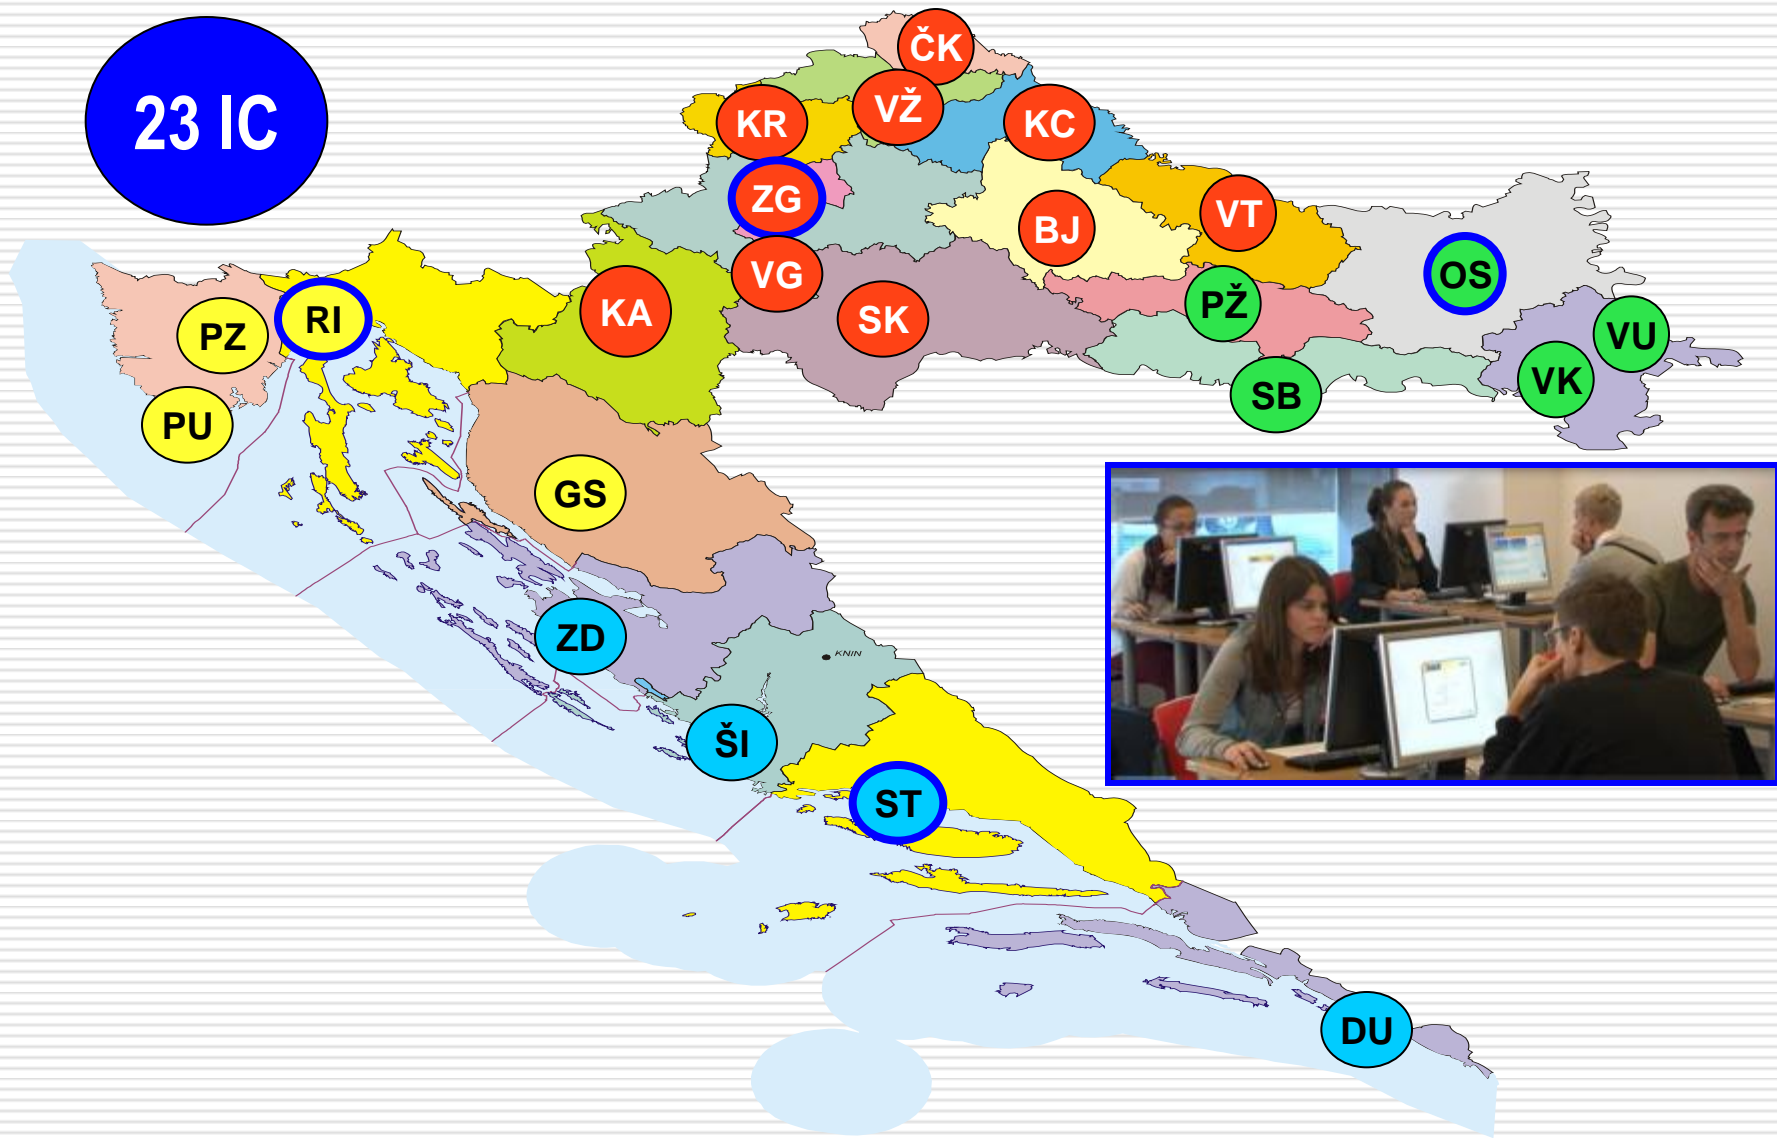 23 IC
ČK
VŽ
KR
KC
ZG
VT
BJ
VG
OS
PŽ
KA
SK
RI
PZ
VU
VK
SB
PU
GS
ZD
KNIN
ŠI
ST
DU